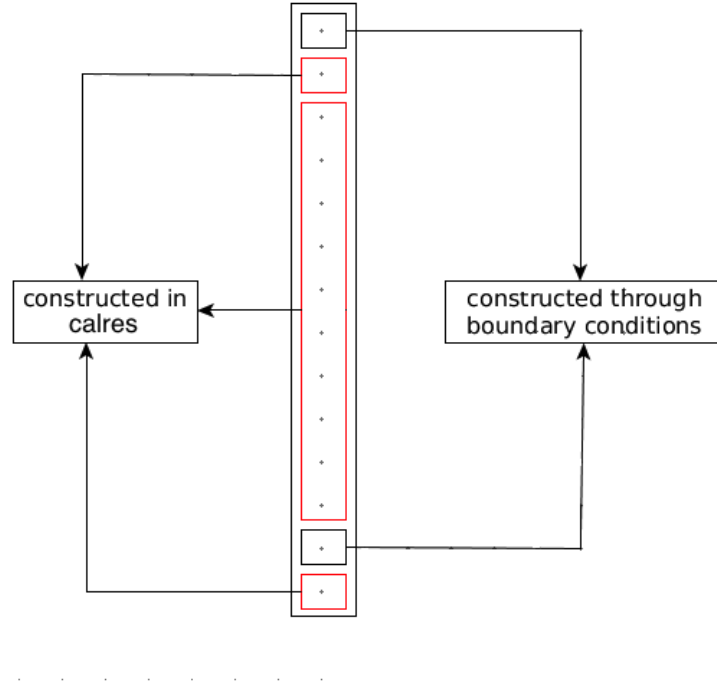 constructed in
calres
constructed through
boundary conditions